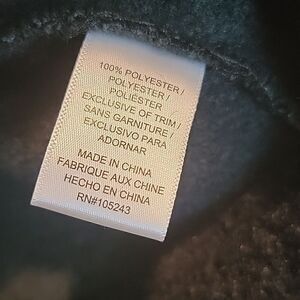 100% POLYESTER /
POLYESTER /
POLIÉSTER
EXCLUSIVE OF TRIM /
SANS GARNITURE /
EXCLUSIVO PARA
ADORNAR
MADE IN CHINA
FABRIQUE AUX CHINE
HECHO EN CHINA
RN#105243